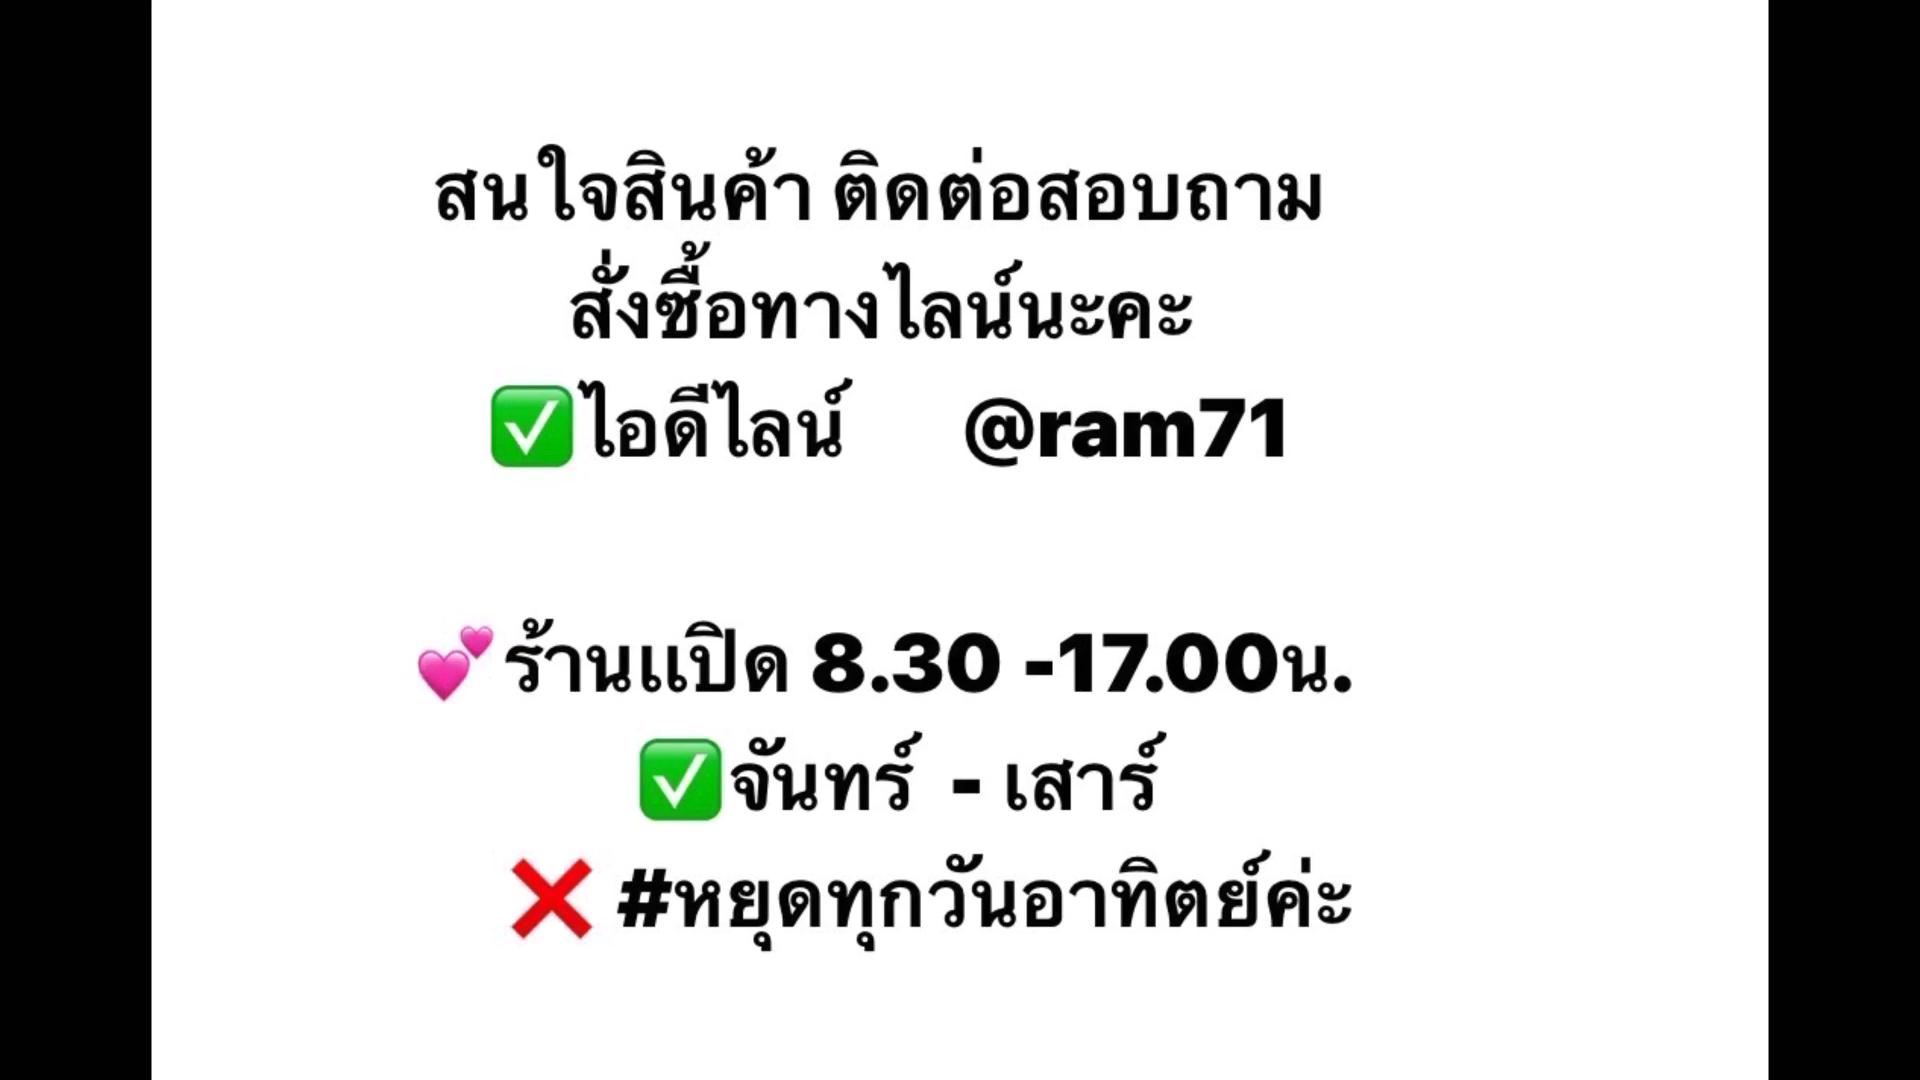 สนใจสินค้า ติดต่อสอบถาม
สั่งซื้อทางไลน์นะคะ
✅ไอดีไลน์ @ram71
💕ร้านเเปิด 8.30 -17.00น.
✅จันทร์ - เสาร์
❌ #หยุดทุกวันอาทิตย์ค่ะ